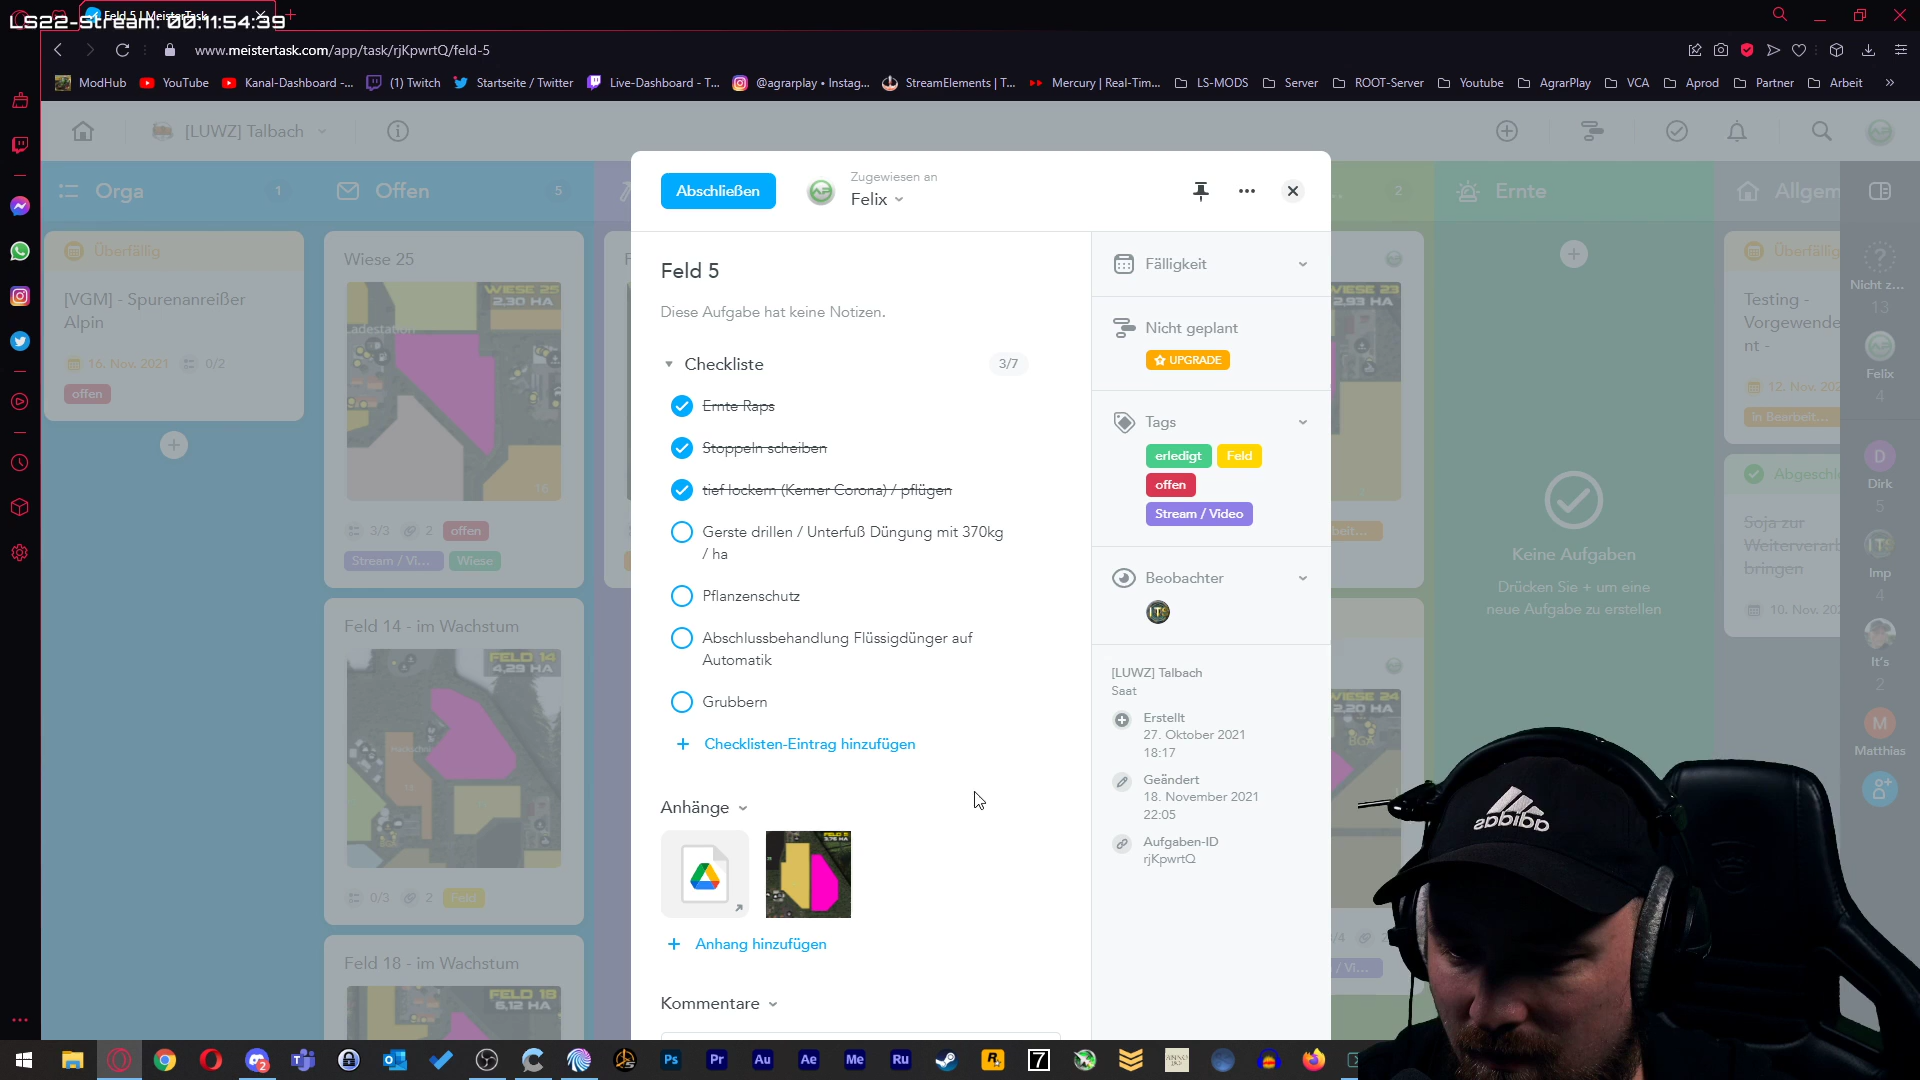 LS22-Stream: 00:11:54:39
www.meistertask.com/app/task/rjKpwrtQ/feld-5
ModHub
YouTube
Kanal-Dashboard -...
(1) Twitch
Startseite / Twitter
Live-Dashboard - T...
@agrarplay • Instag...
StreamElements | T...
Mercury | Real-Tim...
LS-MODS
Server
ROOT-Server
Youtube
AgrarPlay
VCA
Aprod
Partner
Arbeit
[LUWZ] Talbach
Orga
1
Offen
5
2
Ernte
Allgem
Überfällig
[VGM] - Spurenanreißer
Alpin
16. Nov. 2021
0/2
offen
Wiese 25
WIESE 25
2,30 HA
Ladestation
16
3/3
2
offen
Stream / Vi...
Wiese
Feld 14 - im Wachstum
FELD 14
4,29 HA
0/3
2
Feld
Feld 18 - im Wachstum
FELD 18
6,12 HA
Abschließen
Zugewiesen an
Felix
Feld 5
Diese Aufgabe hat keine Notizen.
Checkliste
3/7
Ernte Raps
Stoppeln scheiben
tief lockern (Kerner Corona) / pflügen
Gerste drillen / Unterfuß Düngung mit 370kg
/ ha
Pflanzenschutz
Abschlussbehandlung Flüssigdünger auf
Automatik
Grubbern
Checklisten-Eintrag hinzufügen
Anhänge
Anhang hinzufügen
Kommentare
Fälligkeit
Nicht geplant
UPGRADE
Tags
erledigt
Feld
offen
Stream / Video
Beobachter
ITS
[LUWZ] Talbach
Saat
Erstellt
27. Oktober 2021
18:17
Geändert
18. November 2021
22:05
Aufgaben-ID
rjKpwrtQ
WIESE 23
2,93 HA
WIESE 24
2,20 HA
BGA
Keine Aufgaben
Drücken Sie + um eine
neue Aufgabe zu erstellen
Überfällig
Testing -
Vorgewende
nt -
12. Nov. 202
in Bearbeit...
Abgeschl
Soja zur
Weiterverarb
bringen
10. Nov. 202
Nicht z...
13
Felix
4
D
Dirk
5
ITS
Imp
4
It's
2
M
Matthias
adidas
2
Ps
Pr
Au
Ae
Me
Ru
7